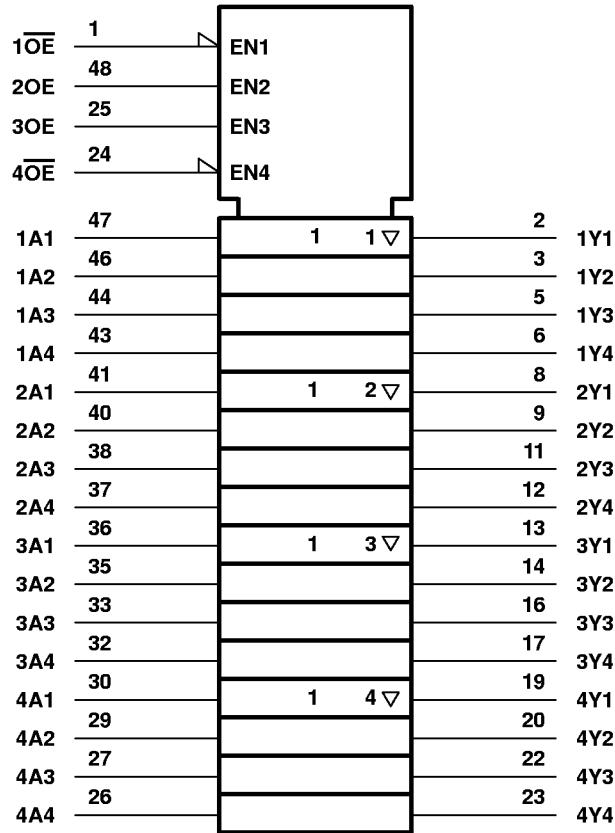 1O̅E̅ 1 EN1
2OE 48 EN2
3OE 25 EN3
4O̅E̅ 24 EN4
1A1 47 1 1 ▽ 2 1Y1
1A2 46 3 1Y2
1A3 44 5 1Y3
1A4 43 6 1Y4
2A1 41 1 2 ▽ 8 2Y1
2A2 40 9 2Y2
2A3 38 11 2Y3
2A4 37 12 2Y4
3A1 36 1 3 ▽ 13 3Y1
3A2 35 14 3Y2
3A3 33 16 3Y3
3A4 32 17 3Y4
4A1 30 1 4 ▽ 19 4Y1
4A2 29 20 4Y2
4A3 27 22 4Y3
4A4 26 23 4Y4